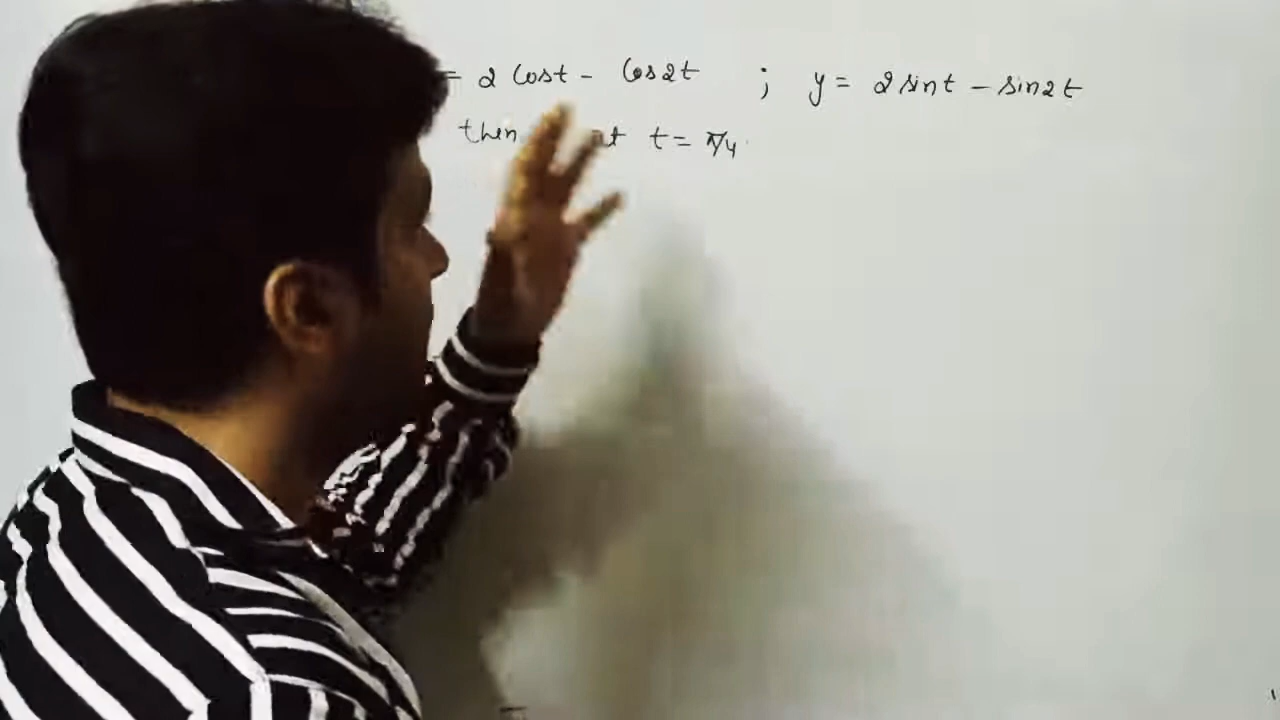 = 2 cost - cos2t ; y = 2 sint - sin2t
then at t = π/4